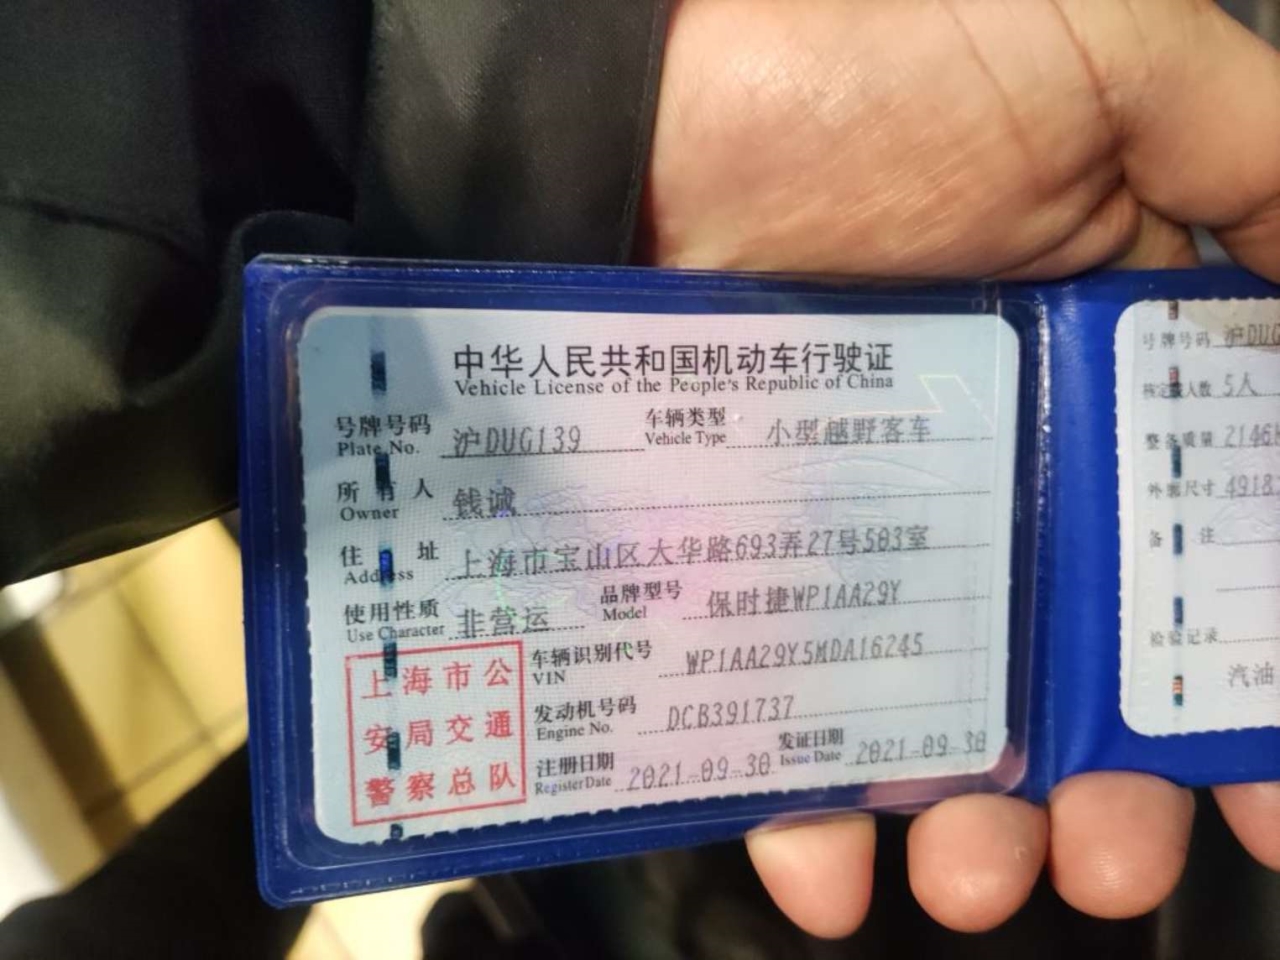 中华人民共和国机动车行驶证
Vehicle License of the People's Republic of China
号牌号码 沪DUG139 车辆类型 小型越野客车
Plate No. Vehicle Type
所有人 钱诚
Owner
住址 上海市宝山区大华路693弄27号503室
Address
使用性质 非营运 品牌型号 保时捷WP1AA29Y
Use Character Model
车辆识别代号 WP1AA29Y5MDA16245
VIN
发动机号码 DCB391737
Engine No.
注册日期 2021-09-30 发证日期 2021-09-30
Register Date Issue Date
上海市公
安局交通
警察总队
号牌号码 沪DUG
核定载人数 5人
整备质量 2146
外廓尺寸 4918
备注
检验记录
汽油